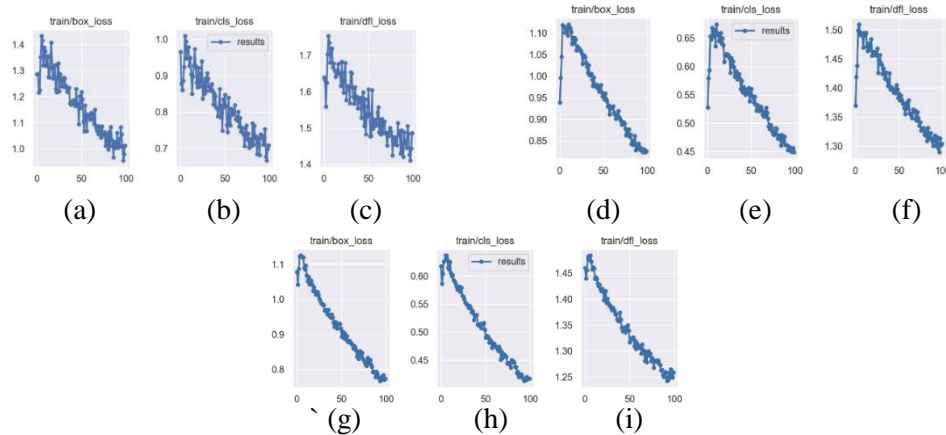 train/box_loss
1.4
1.3
1.2
1.1
1.0
0 50 100
(a)
train/cls_loss
results
1.0
0.9
0.8
0.7
0 50 100
(b)
train/dfl_loss
1.7
1.6
1.5
1.4
0 50 100
(c)
train/box_loss
1.10
1.05
1.00
0.95
0.90
0.85
0 50 100
(d)
train/cls_loss
results
0.65
0.60
0.55
0.50
0.45
0 50 100
(e)
train/dfl_loss
1.50
1.45
1.40
1.35
1.30
0 50 100
(f)
train/box_loss
1.1
1.0
0.9
0.8
0 50 100
` (g)
train/cls_loss
results
0.60
0.55
0.50
0.45
0 50 100
(h)
train/dfl_loss
1.45
1.40
1.35
1.30
1.25
0 50 100
(i)